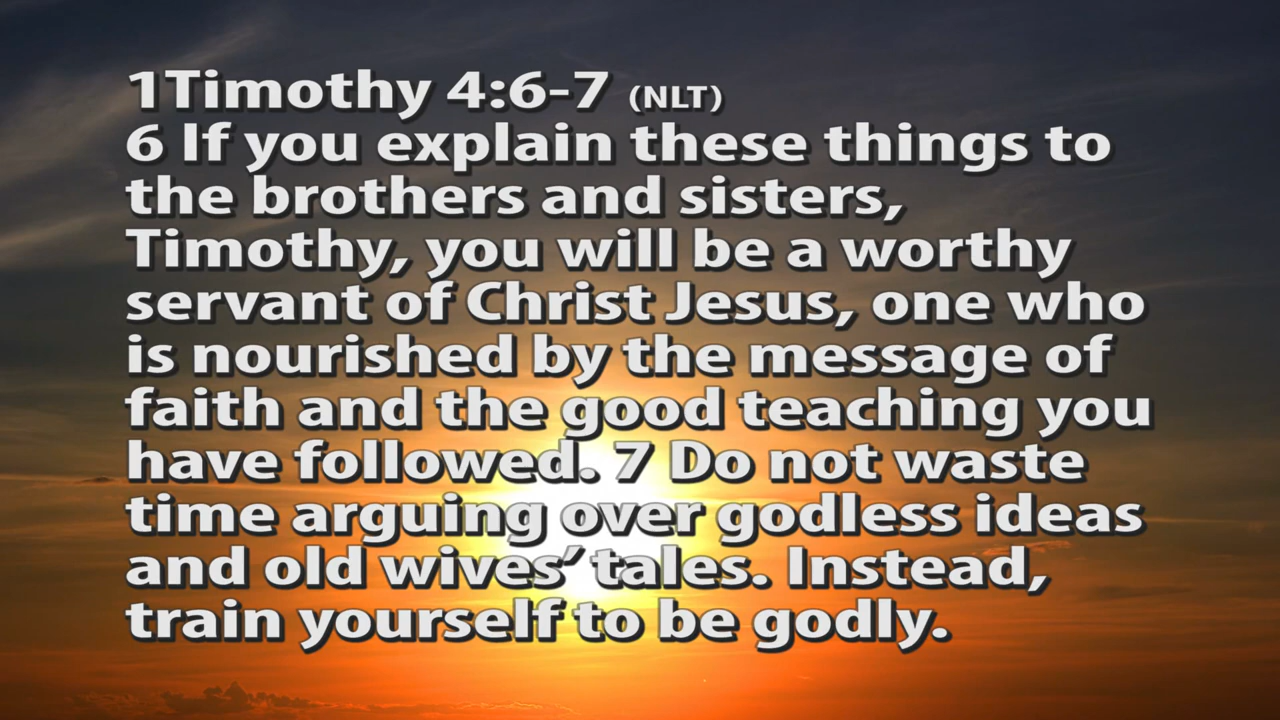 1Timothy 4:6-7 (NLT)
6 If you explain these things to
the brothers and sisters,
Timothy, you will be a worthy
servant of Christ Jesus, one who
is nourished by the message of
faith and the good teaching you
have followed. 7 Do not waste
time arguing over godless ideas
and old wives’ tales. Instead,
train yourself to be godly.